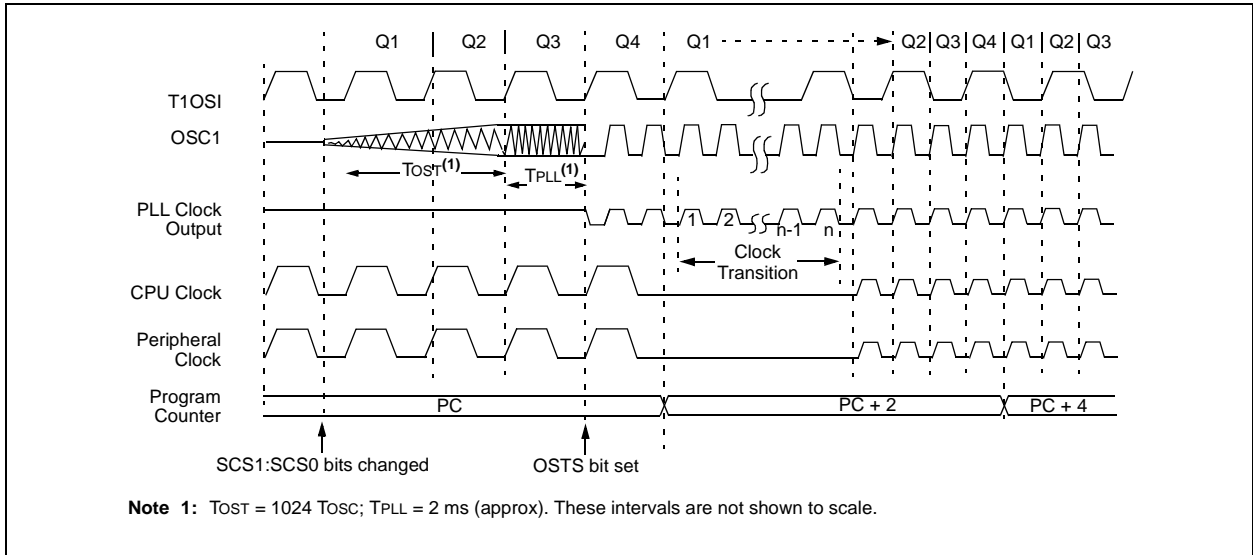 Q1 Q2 Q3 Q4 Q1 Q2 Q3 Q4 Q1 Q2 Q3
T1OSI
OSC1
TOST(1)
TPLL(1)
PLL Clock
Output
1 2 n-1 n
Clock
Transition
CPU Clock
Peripheral
Clock
Program
Counter
PC PC + 2 PC + 4
SCS1:SCS0 bits changed
OSTS bit set
Note 1: TOST = 1024 TOSC; TPLL = 2 ms (approx). These intervals are not shown to scale.